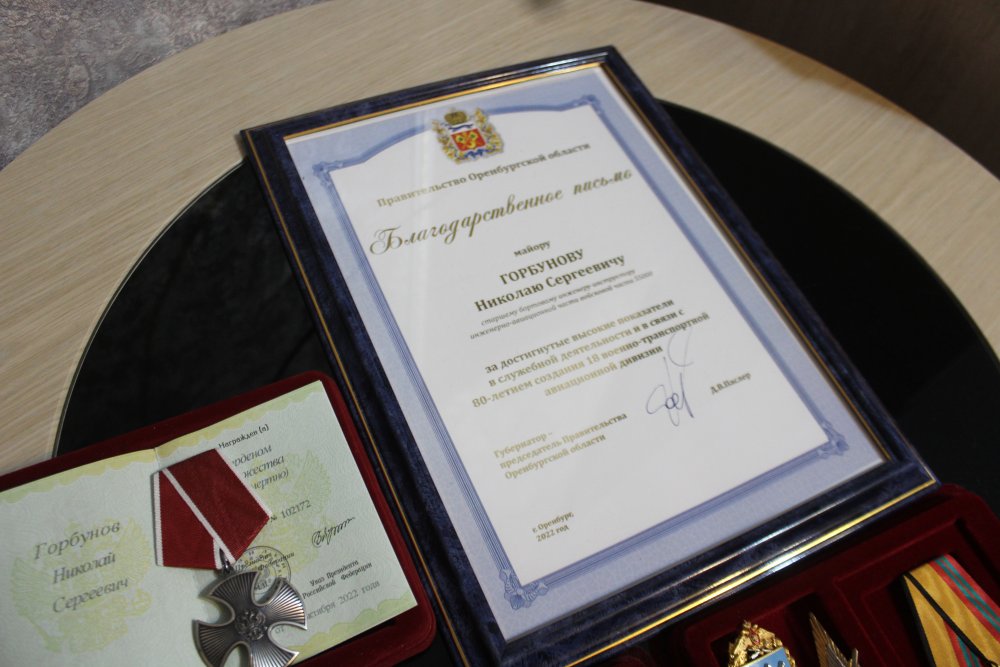 Правительство Оренбургской области
Благодарственное письмо
майору
ГОРБУНОВУ
Николаю Сергеевичу
старшему бортовому инженеру-инструктору
инженерно-авиационной части войсковой части
за достигнутые высокие показатели
в служебной деятельности и в связи с
80-летием создания 18 военно-транспортной
авиационной дивизии
Губернатор –
председатель Правительства
Оренбургской области
Д.В.Паслер
г. Оренбург,
2022 год
Горбунов
Николай
Сергеевич
Награжден (а)
№ 102172
Указ Президента
Российской Федерации
2022 года